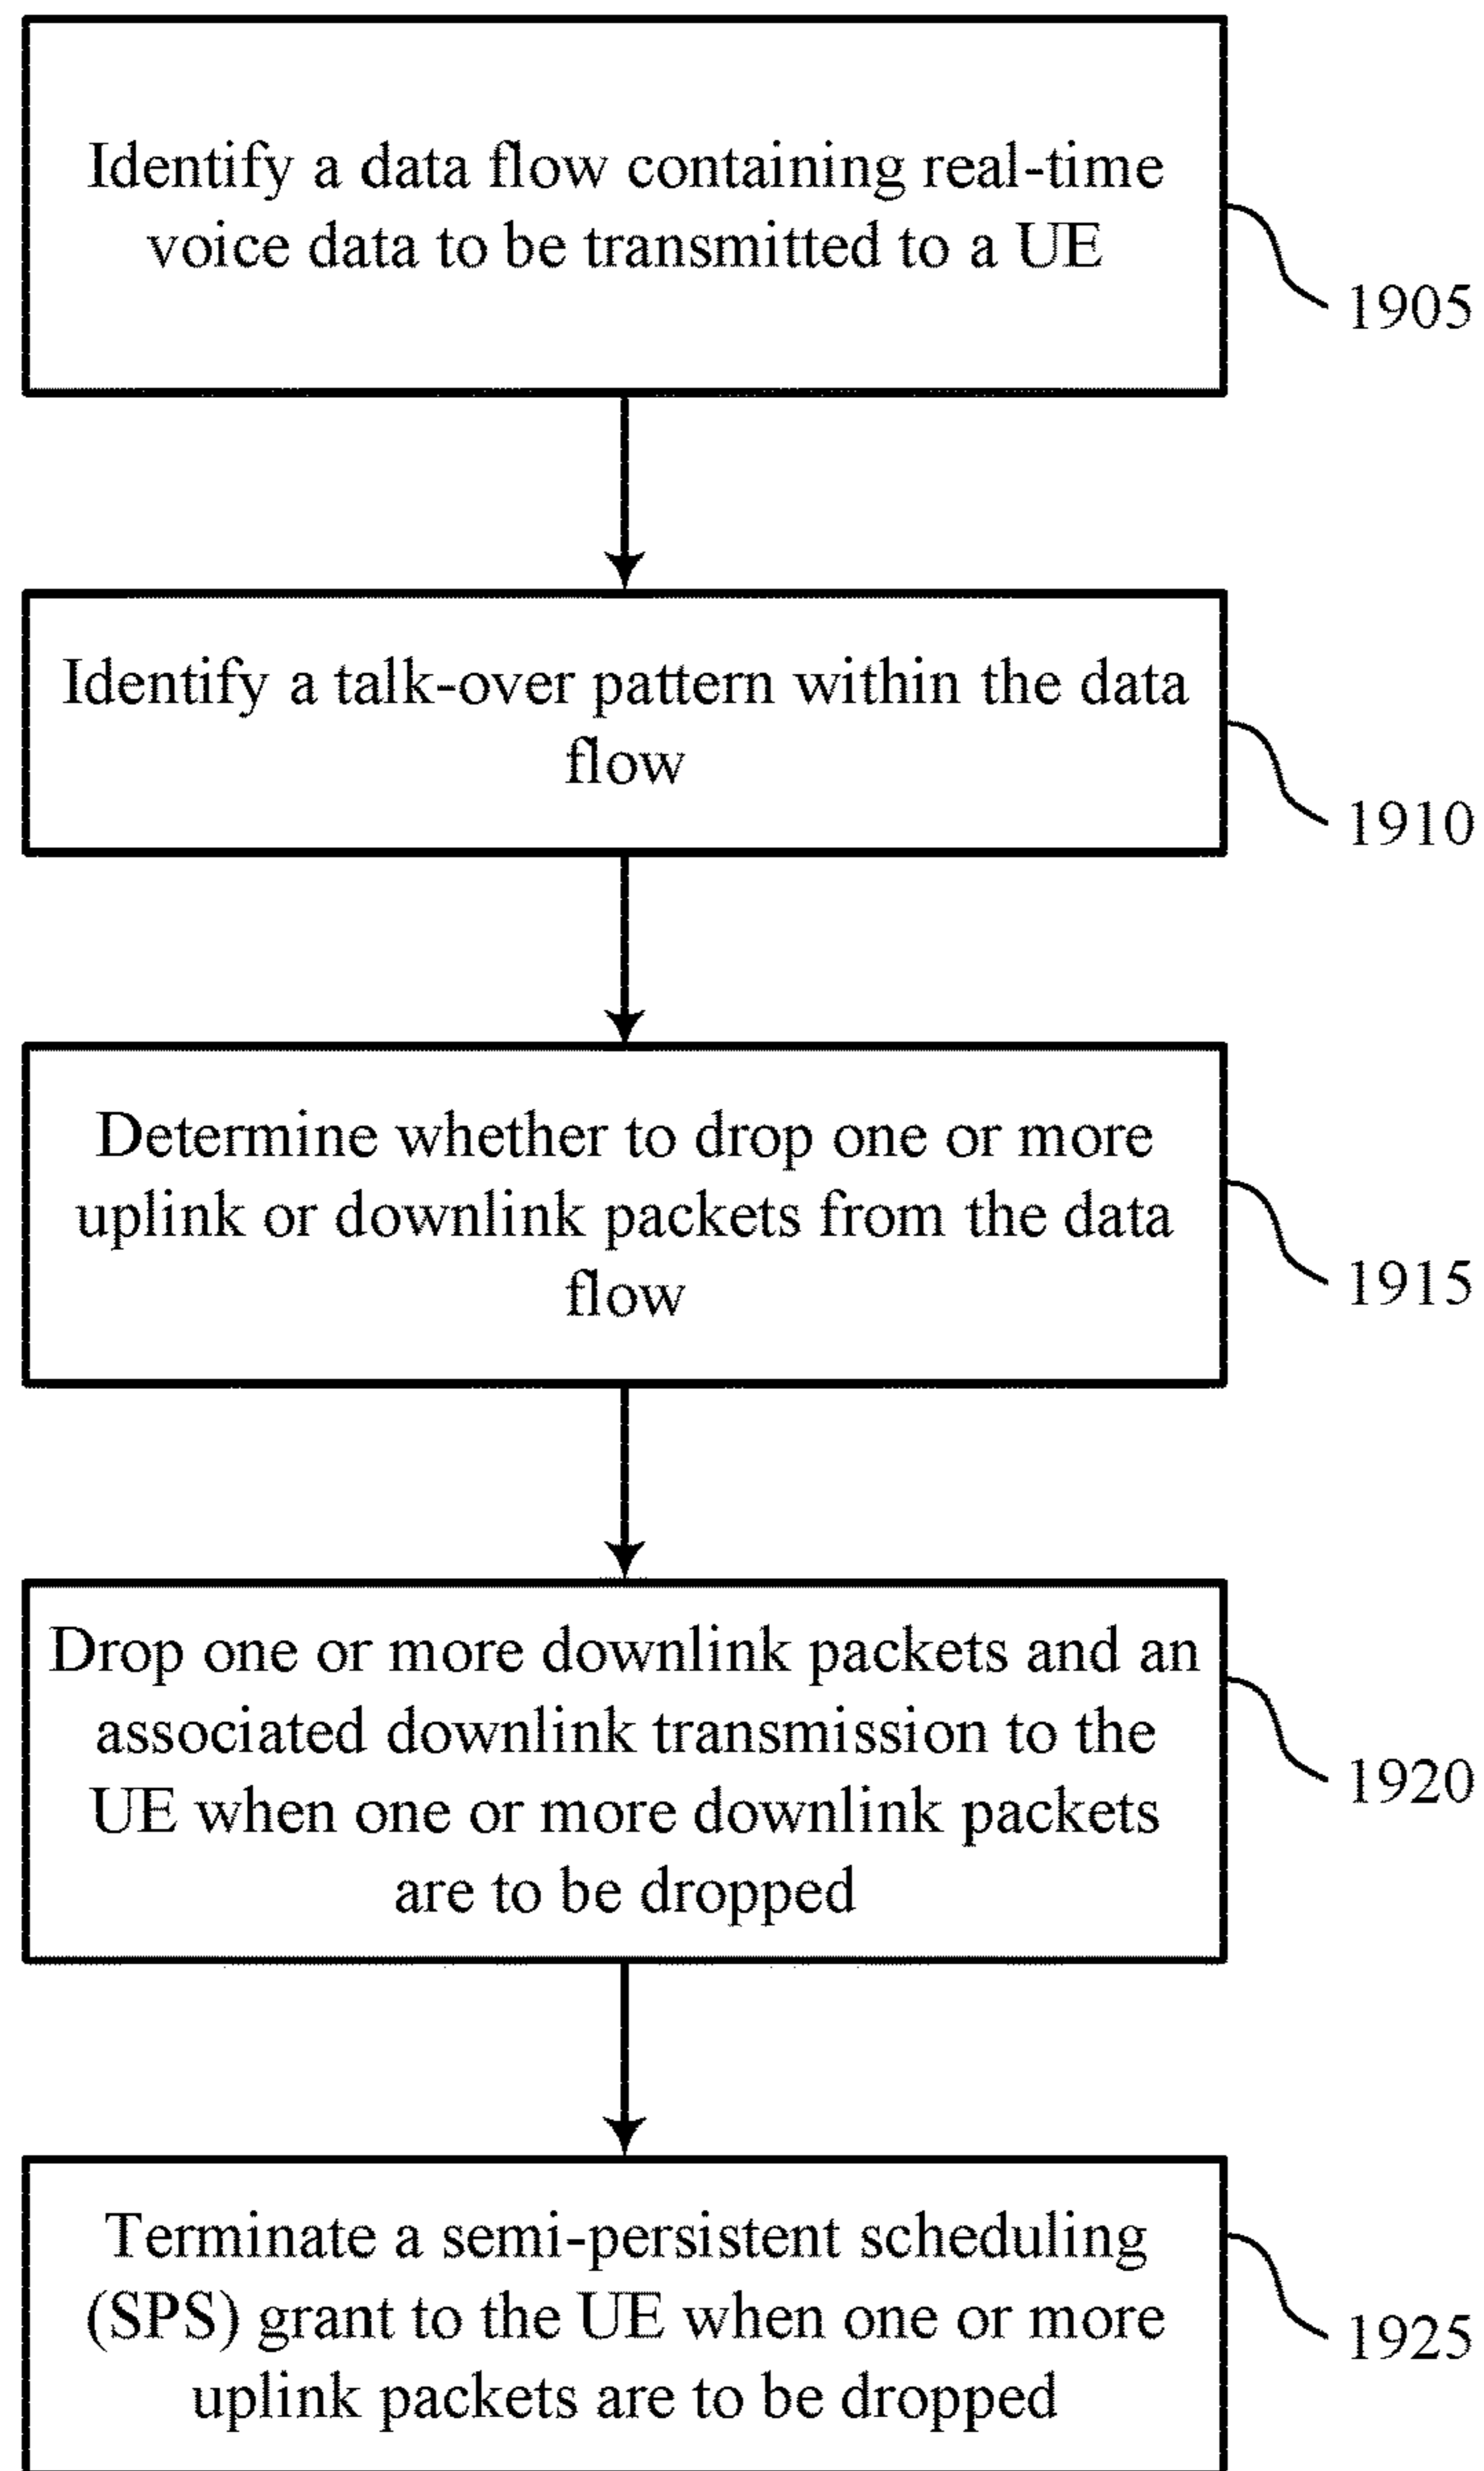 Identify a data flow containing real-time
voice data to be transmitted to a UE
1905
Identify a talk-over pattern within the data
flow
1910
Determine whether to drop one or more
uplink or downlink packets from the data
flow
1915
Drop one or more downlink packets and an
associated downlink transmission to the
UE when one or more downlink packets
are to be dropped
1920
Terminate a semi-persistent scheduling
(SPS) grant to the UE when one or more
uplink packets are to be dropped
1925